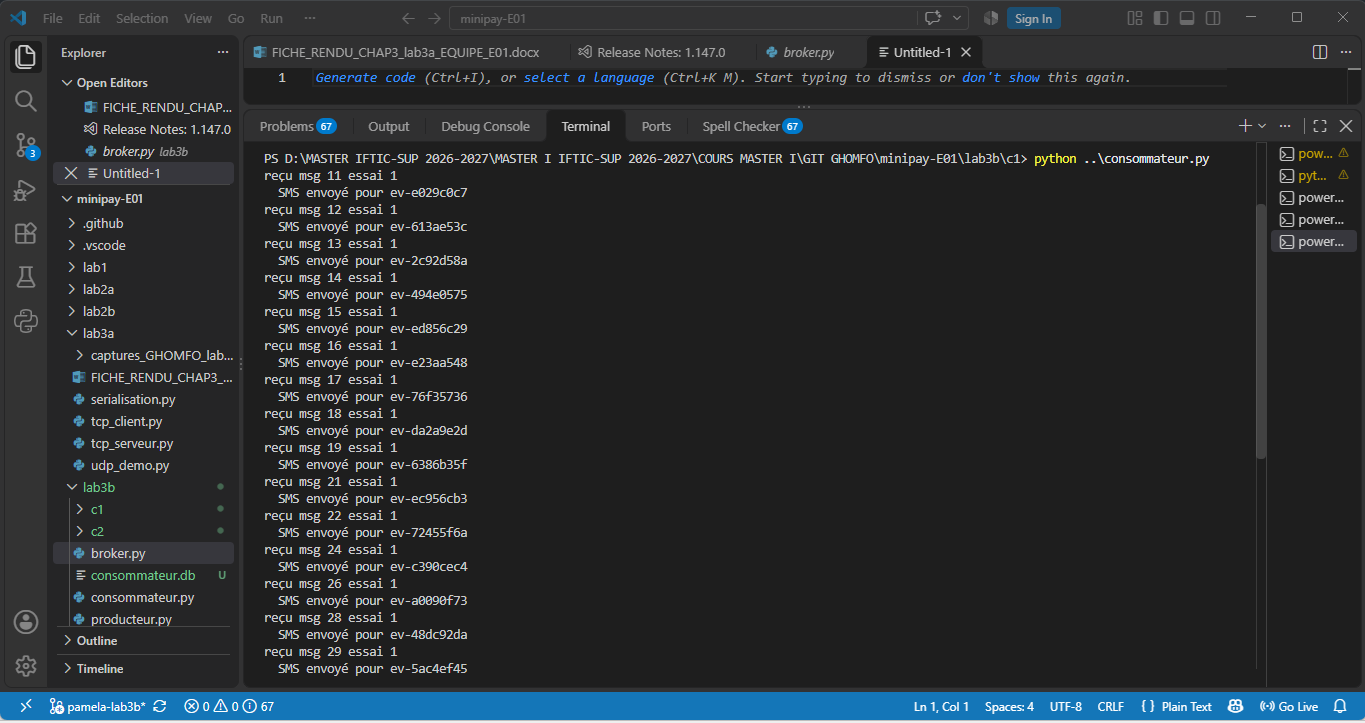 File Edit Selection View Go Run ··· minipay-E01 Sign In
Explorer ···
FICHE_RENDU_CHAP3_lab3a_EQUIPE_E01.docx Release Notes: 1.147.0 broker.py Untitled-1
1 Generate code (Ctrl+I), or select a language (Ctrl+K M). Start typing to dismiss or don't show this again.
Open Editors
FICHE_RENDU_CHAP...
Release Notes: 1.147.0
broker.py lab3b
Untitled-1
minipay-E01
.github
.vscode
lab1
lab2a
lab2b
lab3a
captures_GHOMFO_lab...
FICHE_RENDU_CHAP3_...
serialisation.py
tcp_client.py
tcp_serveur.py
udp_demo.py
lab3b
c1
c2
broker.py
consommateur.db U
consommateur.py
producteur.py
Outline
Timeline
3
Problems 67 Output Debug Console Terminal Ports Spell Checker 67
PS D:\MASTER IFTIC-SUP 2026-2027\MASTER I IFTIC-SUP 2026-2027\COURS MASTER I\GIT GHOMFO\minipay-E01\lab3b\c1> python ..\consommateur.py
reçu msg 11 essai 1
SMS envoyé pour ev-e029c0c7
reçu msg 12 essai 1
SMS envoyé pour ev-613ae53c
reçu msg 13 essai 1
SMS envoyé pour ev-2c92d58a
reçu msg 14 essai 1
SMS envoyé pour ev-494e0575
reçu msg 15 essai 1
SMS envoyé pour ev-ed856c29
reçu msg 16 essai 1
SMS envoyé pour ev-e23aa548
reçu msg 17 essai 1
SMS envoyé pour ev-76f35736
reçu msg 18 essai 1
SMS envoyé pour ev-da2a9e2d
reçu msg 19 essai 1
SMS envoyé pour ev-6386b35f
reçu msg 21 essai 1
SMS envoyé pour ev-ec956cb3
reçu msg 22 essai 1
SMS envoyé pour ev-72455f6a
reçu msg 24 essai 1
SMS envoyé pour ev-c390cec4
reçu msg 26 essai 1
SMS envoyé pour ev-a0090f73
reçu msg 28 essai 1
SMS envoyé pour ev-48dc92da
reçu msg 29 essai 1
SMS envoyé pour ev-5ac4ef45
pow...
pyt...
power...
power...
power...
pamela-lab3b* 0 0 67 Ln 1, Col 1 Spaces: 4 UTF-8 CRLF { } Plain Text Go Live